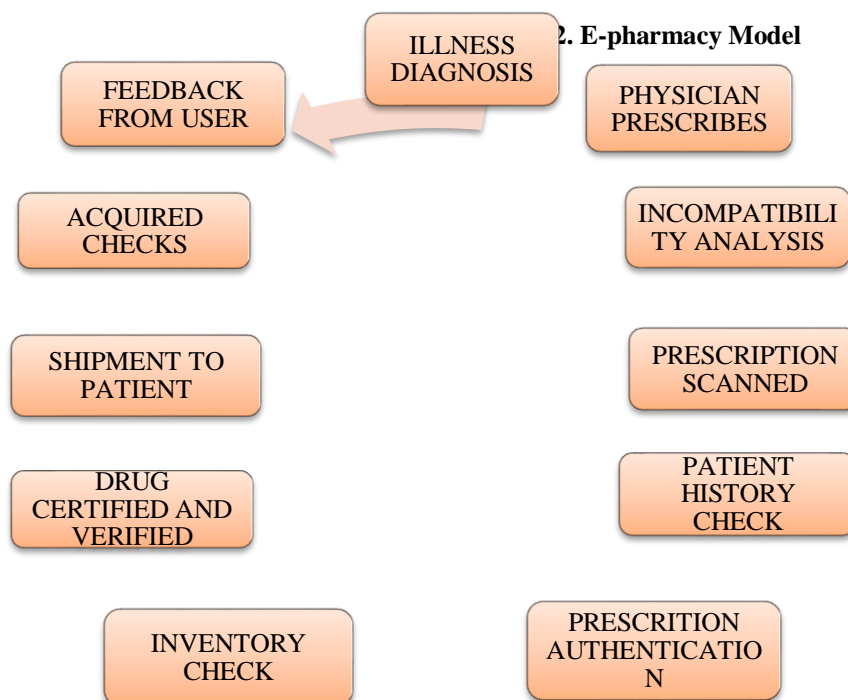 2. E-pharmacy Model
ILLNESS
DIAGNOSIS
PHYSICIAN
PRESCRIBES
INCOMPATIBILI
TY ANALYSIS
PRESCRIPTION
SCANNED
PATIENT
HISTORY
CHECK
PRESCRITION
AUTHENTICATIO
N
INVENTORY
CHECK
DRUG
CERTIFIED AND
VERIFIED
SHIPMENT TO
PATIENT
ACQUIRED
CHECKS
FEEDBACK
FROM USER